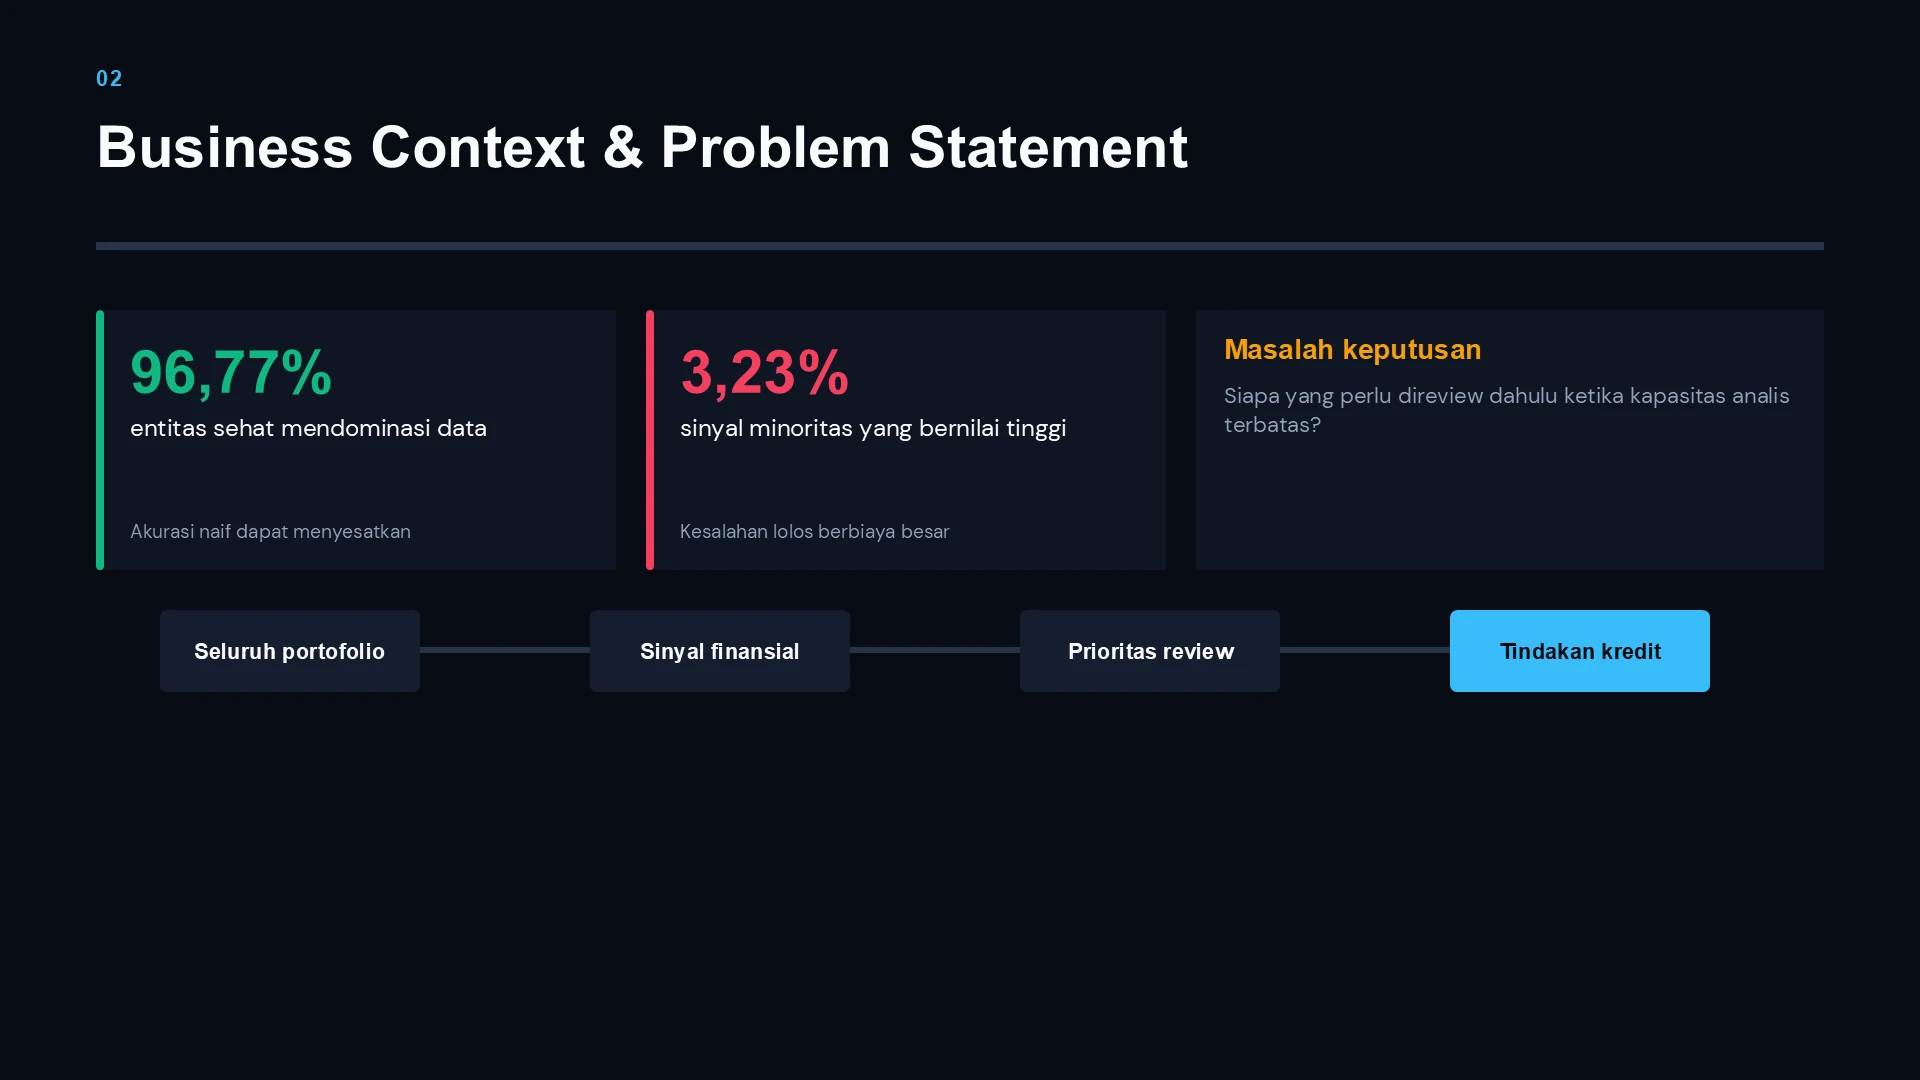 02
Business Context & Problem Statement
96,77%
entitas sehat mendominasi data
Akurasi naif dapat menyesatkan
3,23%
sinyal minoritas yang bernilai tinggi
Kesalahan lolos berbiaya besar
Masalah keputusan
Siapa yang perlu direview dahulu ketika kapasitas analis
terbatas?
Seluruh portofolio
Sinyal finansial
Prioritas review
Tindakan kredit